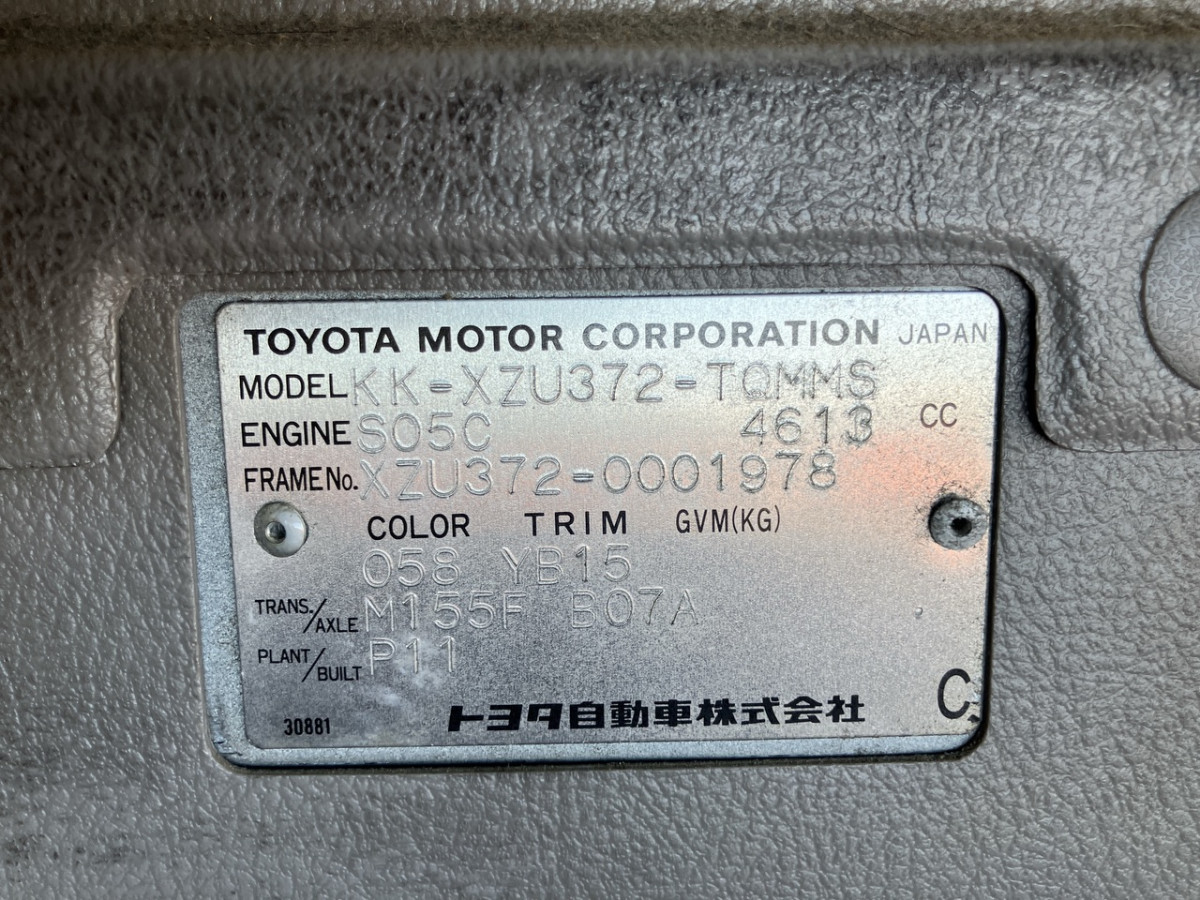 TOYOTA MOTOR CORPORATION JAPAN
MODEL KK-XZU372-TQMMS
ENGINE S05C 4613 CC
FRAME No. XZU372-0001978
COLOR TRIM GVM(KG)
058 YB15
TRANS./AXLE M155F B07A
PLANT/BUILT P11
30881 トヨタ自動車株式会社 C